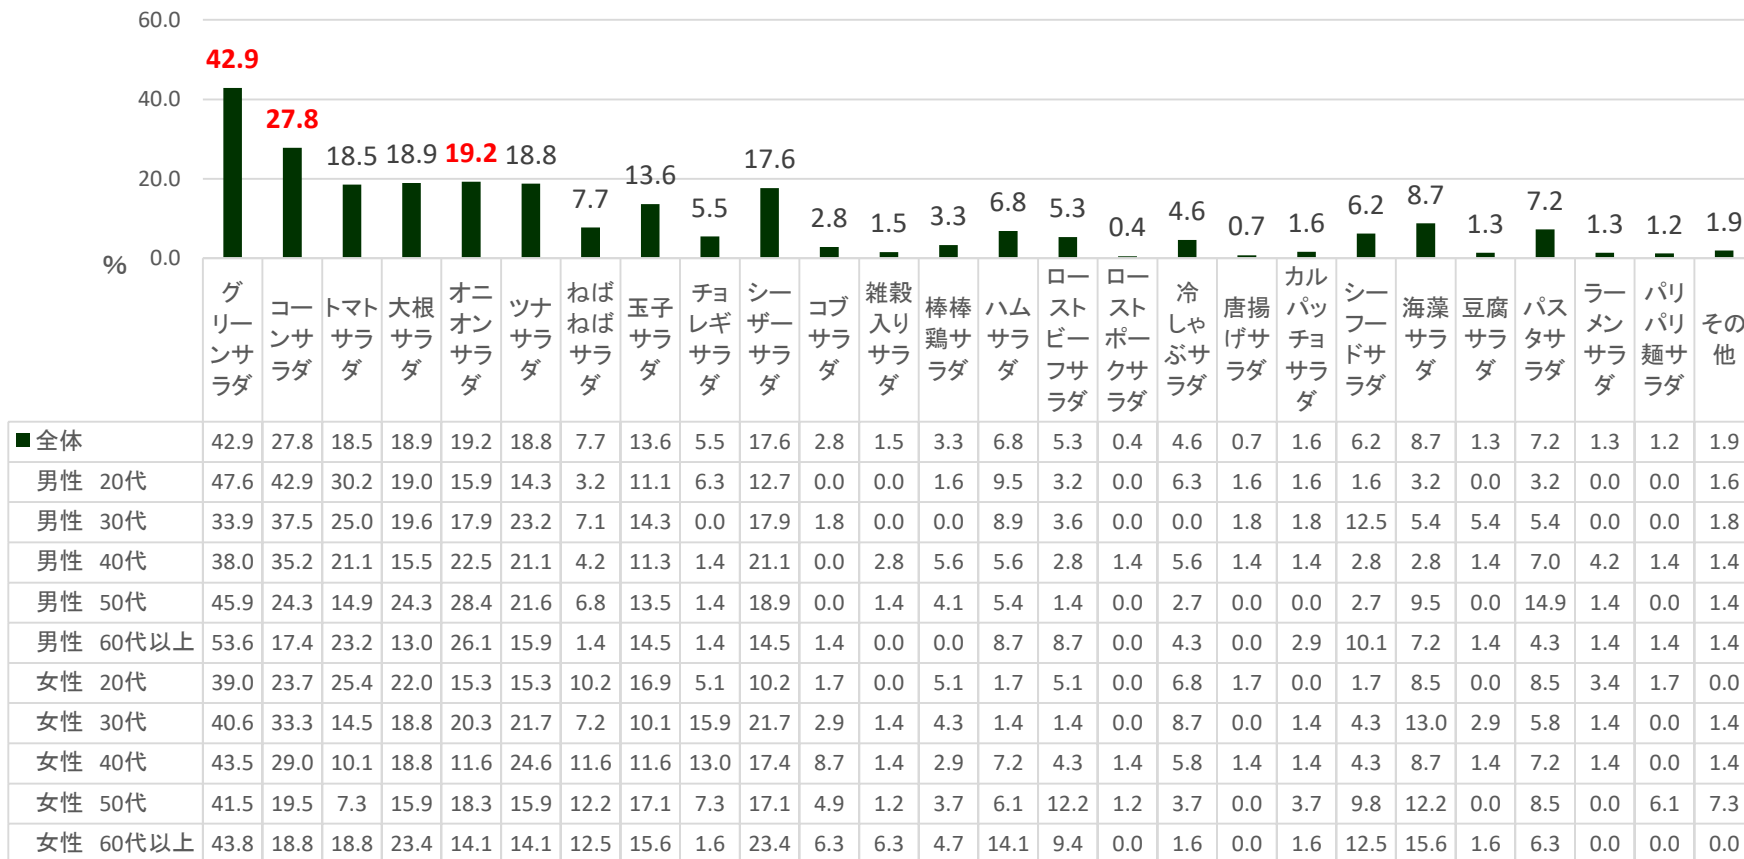 60.0
40.0
20.0
0.0
%
42.9 27.8 18.5 18.9 19.2 18.8 7.7 13.6 5.5 17.6 2.8 1.5 3.3 6.8 5.3 0.4 4.6 0.7 1.6 6.2 8.7 1.3 7.2 1.3 1.2 1.9
グ
リーンサ
ラダ
コー
ンサ
ラダ
トマト
サラ
ダ
大根
サラ
ダ
オニ
オン
サラ
ダ
ツナ
サラ
ダ
ねば
ねば
サラ
ダ
玉子
サラ
ダ
チョ
レギ
サラ
ダ
シー
ザー
サラ
ダ
コブ
サラ
ダ
雑穀
入り
サラ
ダ
棒棒
鶏サ
ラダ
ハム
サラ
ダ
ロー
スト
ビー
フサ
ラダ
ロー
スト
ポー
クサ
ラダ
冷
しゃ
ぶサ
ラダ
唐揚
げサ
ラダ
カル
パッ
チョ
サラ
ダ
シー
フー
ドサ
ラダ
海藻
サラ
ダ
豆腐
サラ
ダ
パス
タサ
ラダ
ラー
メン
サラ
ダ
パリ
パリ
麺サ
ラダ
その
他
全体 42.9 27.8 18.5 18.9 19.2 18.8 7.7 13.6 5.5 17.6 2.8 1.5 3.3 6.8 5.3 0.4 4.6 0.7 1.6 6.2 8.7 1.3 7.2 1.3 1.2 1.9
男性 20代 47.6 42.9 30.2 19.0 15.9 14.3 3.2 11.1 6.3 12.7 0.0 0.0 1.6 9.5 3.2 0.0 6.3 1.6 1.6 1.6 3.2 0.0 3.2 0.0 0.0 1.6
男性 30代 33.9 37.5 25.0 19.6 17.9 23.2 7.1 14.3 0.0 17.9 1.8 0.0 0.0 8.9 3.6 0.0 0.0 1.8 1.8 12.5 5.4 5.4 5.4 0.0 0.0 1.8
男性 40代 38.0 35.2 21.1 15.5 22.5 21.1 4.2 11.3 1.4 21.1 0.0 2.8 5.6 5.6 2.8 1.4 5.6 1.4 1.4 2.8 2.8 1.4 7.0 4.2 1.4 1.4
男性 50代 45.9 24.3 14.9 24.3 28.4 21.6 6.8 13.5 1.4 18.9 0.0 1.4 4.1 5.4 1.4 0.0 2.7 0.0 0.0 2.7 9.5 0.0 14.9 1.4 0.0 1.4
男性 60代以上 53.6 17.4 23.2 13.0 26.1 15.9 1.4 14.5 1.4 14.5 1.4 0.0 0.0 8.7 8.7 0.0 4.3 0.0 2.9 10.1 7.2 1.4 4.3 1.4 1.4 1.4
女性 20代 39.0 23.7 25.4 22.0 15.3 15.3 10.2 16.9 5.1 10.2 1.7 0.0 5.1 1.7 5.1 0.0 6.8 1.7 0.0 1.7 8.5 0.0 8.5 3.4 1.7 0.0
女性 30代 40.6 33.3 14.5 18.8 20.3 21.7 7.2 10.1 15.9 21.7 2.9 1.4 4.3 1.4 1.4 0.0 8.7 0.0 1.4 4.3 13.0 2.9 5.8 1.4 0.0 1.4
女性 40代 43.5 29.0 10.1 18.8 11.6 24.6 11.6 11.6 13.0 17.4 8.7 1.4 2.9 7.2 4.3 1.4 5.8 1.4 1.4 4.3 8.7 1.4 7.2 1.4 0.0 1.4
女性 50代 41.5 19.5 7.3 15.9 18.3 15.9 12.2 17.1 7.3 17.1 4.9 1.2 3.7 6.1 12.2 1.2 3.7 0.0 3.7 9.8 12.2 0.0 8.5 0.0 6.1 7.3
女性 60代以上 43.8 18.8 18.8 23.4 14.1 14.1 12.5 15.6 1.6 23.4 6.3 6.3 4.7 14.1 9.4 0.0 1.6 0.0 1.6 12.5 15.6 1.6 6.3 0.0 0.0 0.0